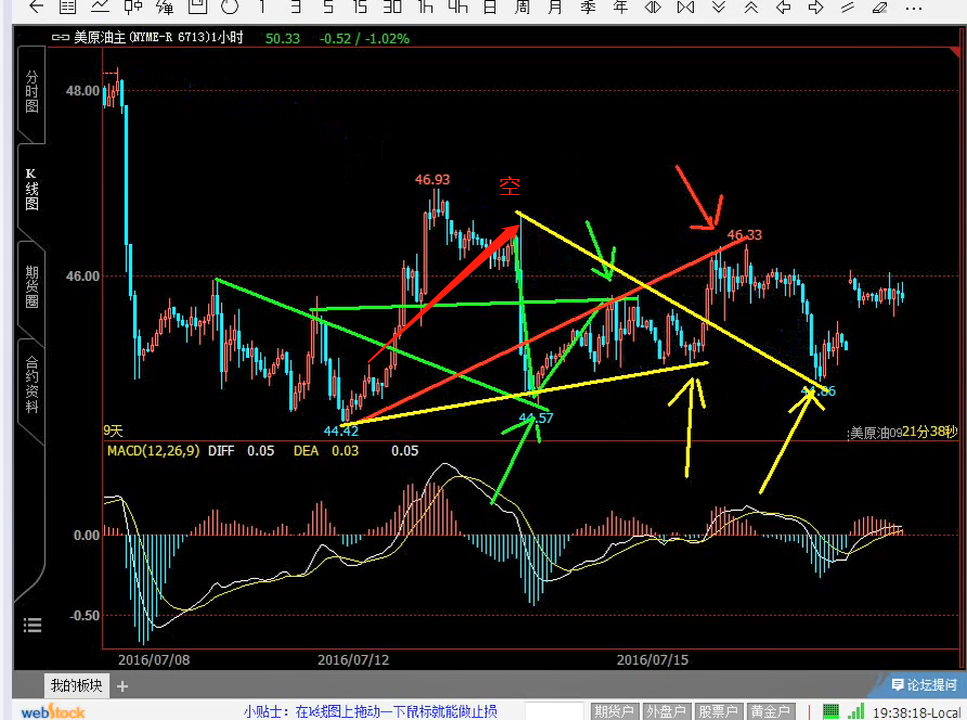 1 3 5 15 30 1h 4h 日 周 月 季 年
美原油主(NYME-R 6713)1小时 50.33 -0.52 / -1.02%
分时图
K线图
期货圈
合约资料
48.00
46.93
空
46.33
46.00
44.86
44.57
44.42
9天
美原油09
21分38秒
MACD(12,26,9) DIFF 0.05 DEA 0.03 0.05
0.00
-0.50
2016/07/08 2016/07/12 2016/07/15
我的板块 +
论坛提问
webstock
小贴士: 在K线图上拖动一下鼠标就能做止损
期货户 外盘户 股票户 黄金户
19:38:18-Local